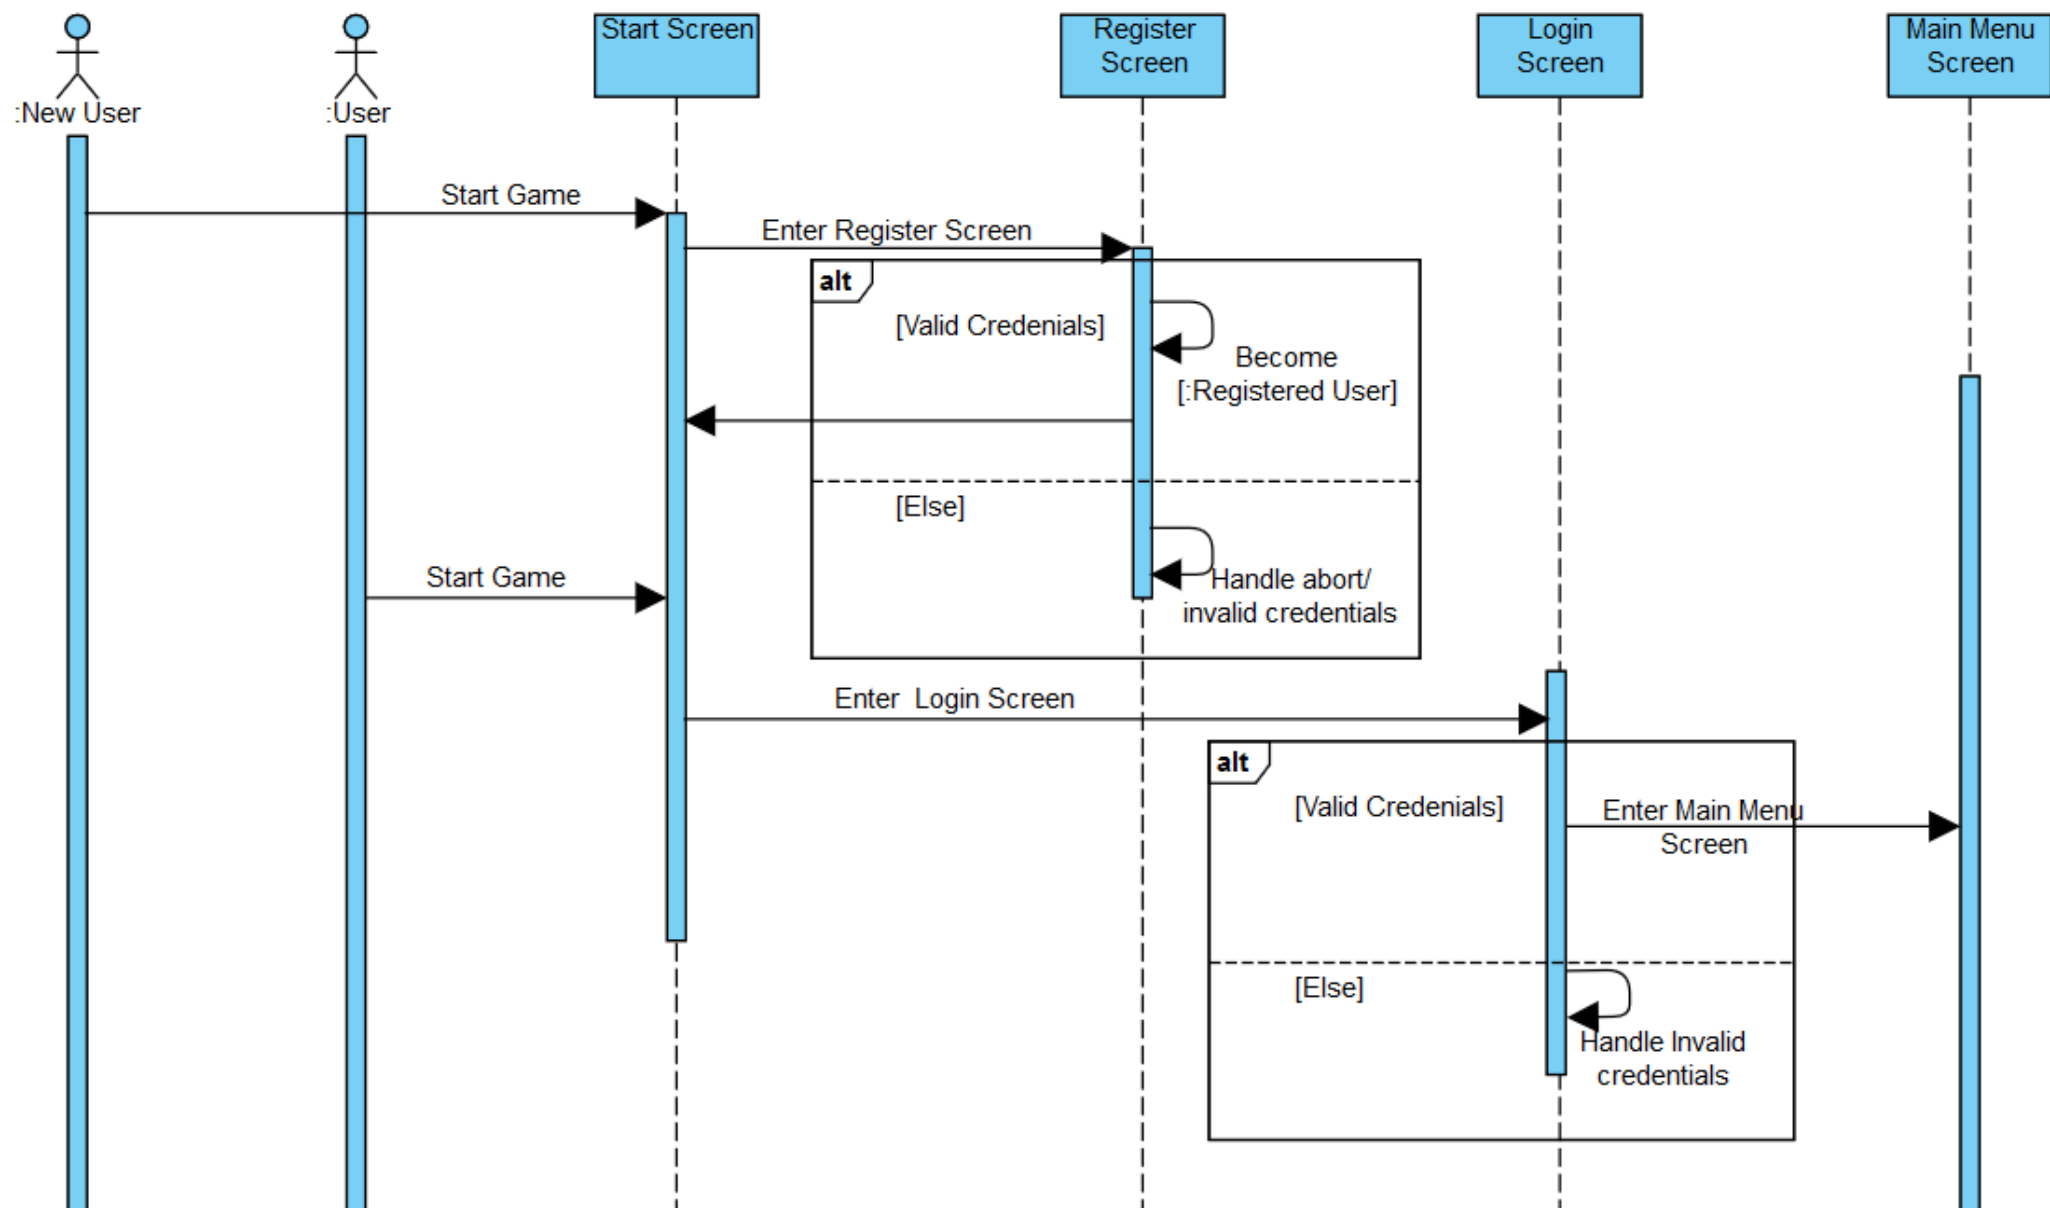 Start Screen
Register
Screen
Login
Screen
Main Menu
Screen
:New User
:User
Start Game
Enter Register Screen
alt
[Valid Credenials]
Become
[:Registered User]
[Else]
Start Game
Handle abort/
invalid credentials
Enter  Login Screen
alt
[Valid Credenials]
Enter Main Menu
Screen
[Else]
Handle Invalid
credentials